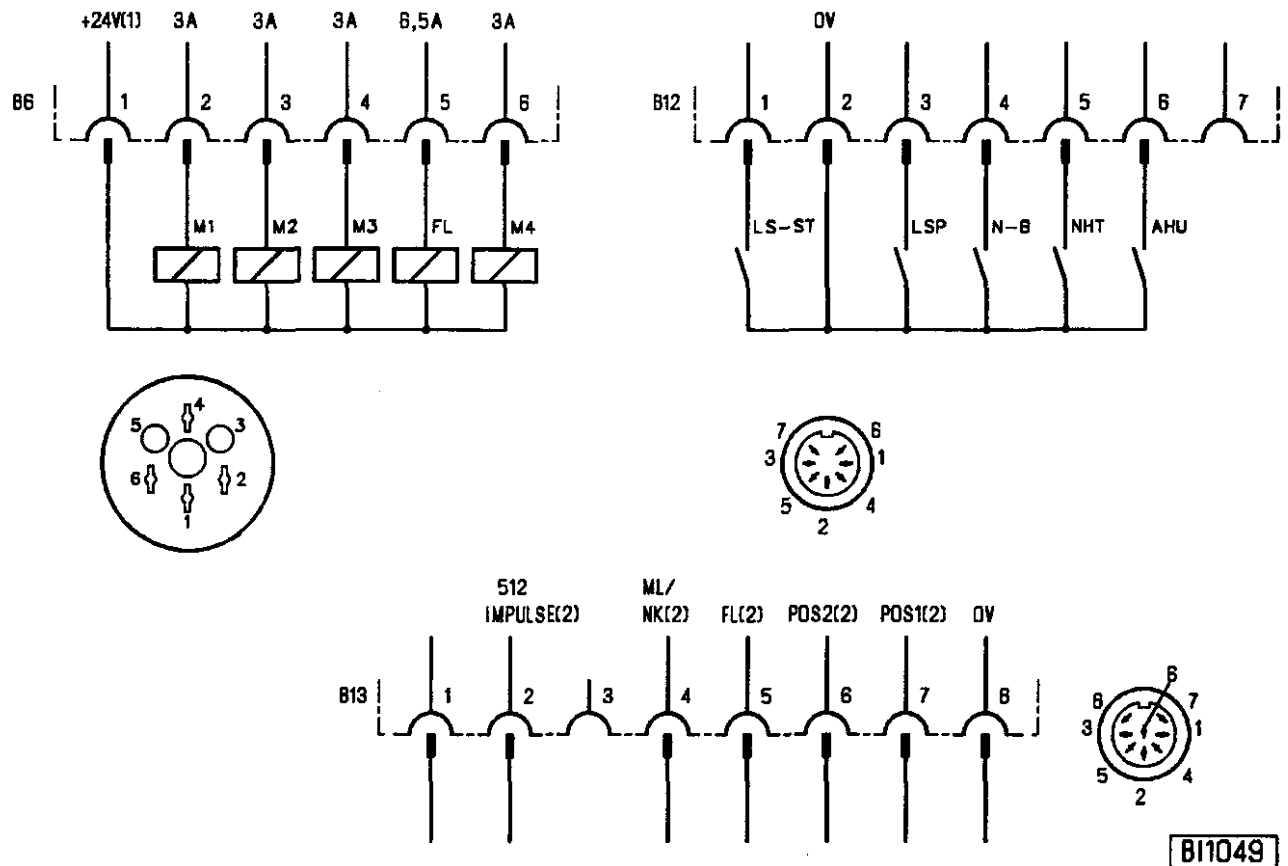 +24V(1) 3A 3A 3A 6,5A 3A
B6 1 2 3 4 5 6
M1 M2 M3 FL M4
0V
B12 1 2 3 4 5 6 7
LS-ST LSP N-B NHT AHU
4
5 3
6 2
1
7 6
3 1
5 4
2
512 ML/
IMPULSE(2) NK(2) FL(2) POS2(2) POS1(2) 0V
B13 1 2 3 4 5 6 7 8
6
8 7
3 1
5 4
2
BI1049